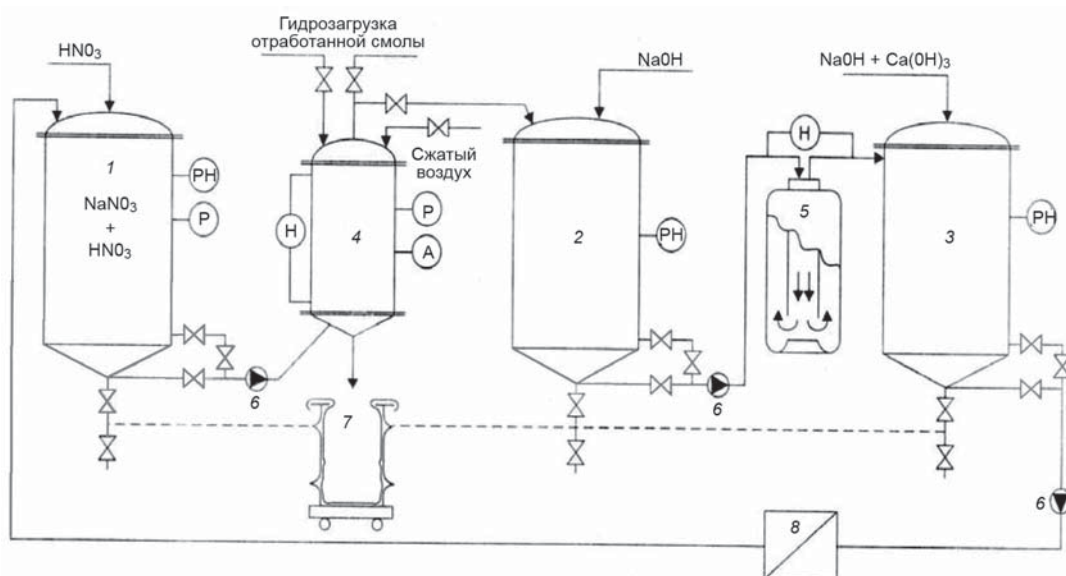 Гидрозагрузка
отработанной смолы
HN0₃
Na0H
Na0H + Ca(0H)₃
Сжатый
воздух
1
NaN0₃
+
HN0₃
PH
P
H
4
P
A
2
PH
H
5
3
PH
6
7
6
6
8